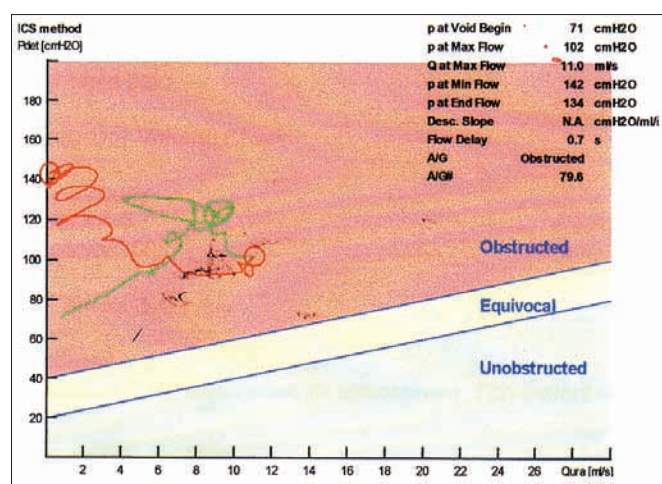 ICS method
Pdet [cmH2O]
p at Void Begin 71 cmH2O
p at Max Flow 102 cmH2O
Q at Max Flow 11.0 ml/s
p at Min Flow 142 cmH2O
p at End Flow 134 cmH2O
Desc. Slope N.A. cmH2O/ml/
Flow Delay 0.7 s
A/G Obstructed
A/G# 79.6
180
160
140
120
100
80
60
40
20
Obstructed
Equivocal
Unobstructed
2 4 6 8 10 12 14 16 18 20 22 24 26 Qura [ml/s]